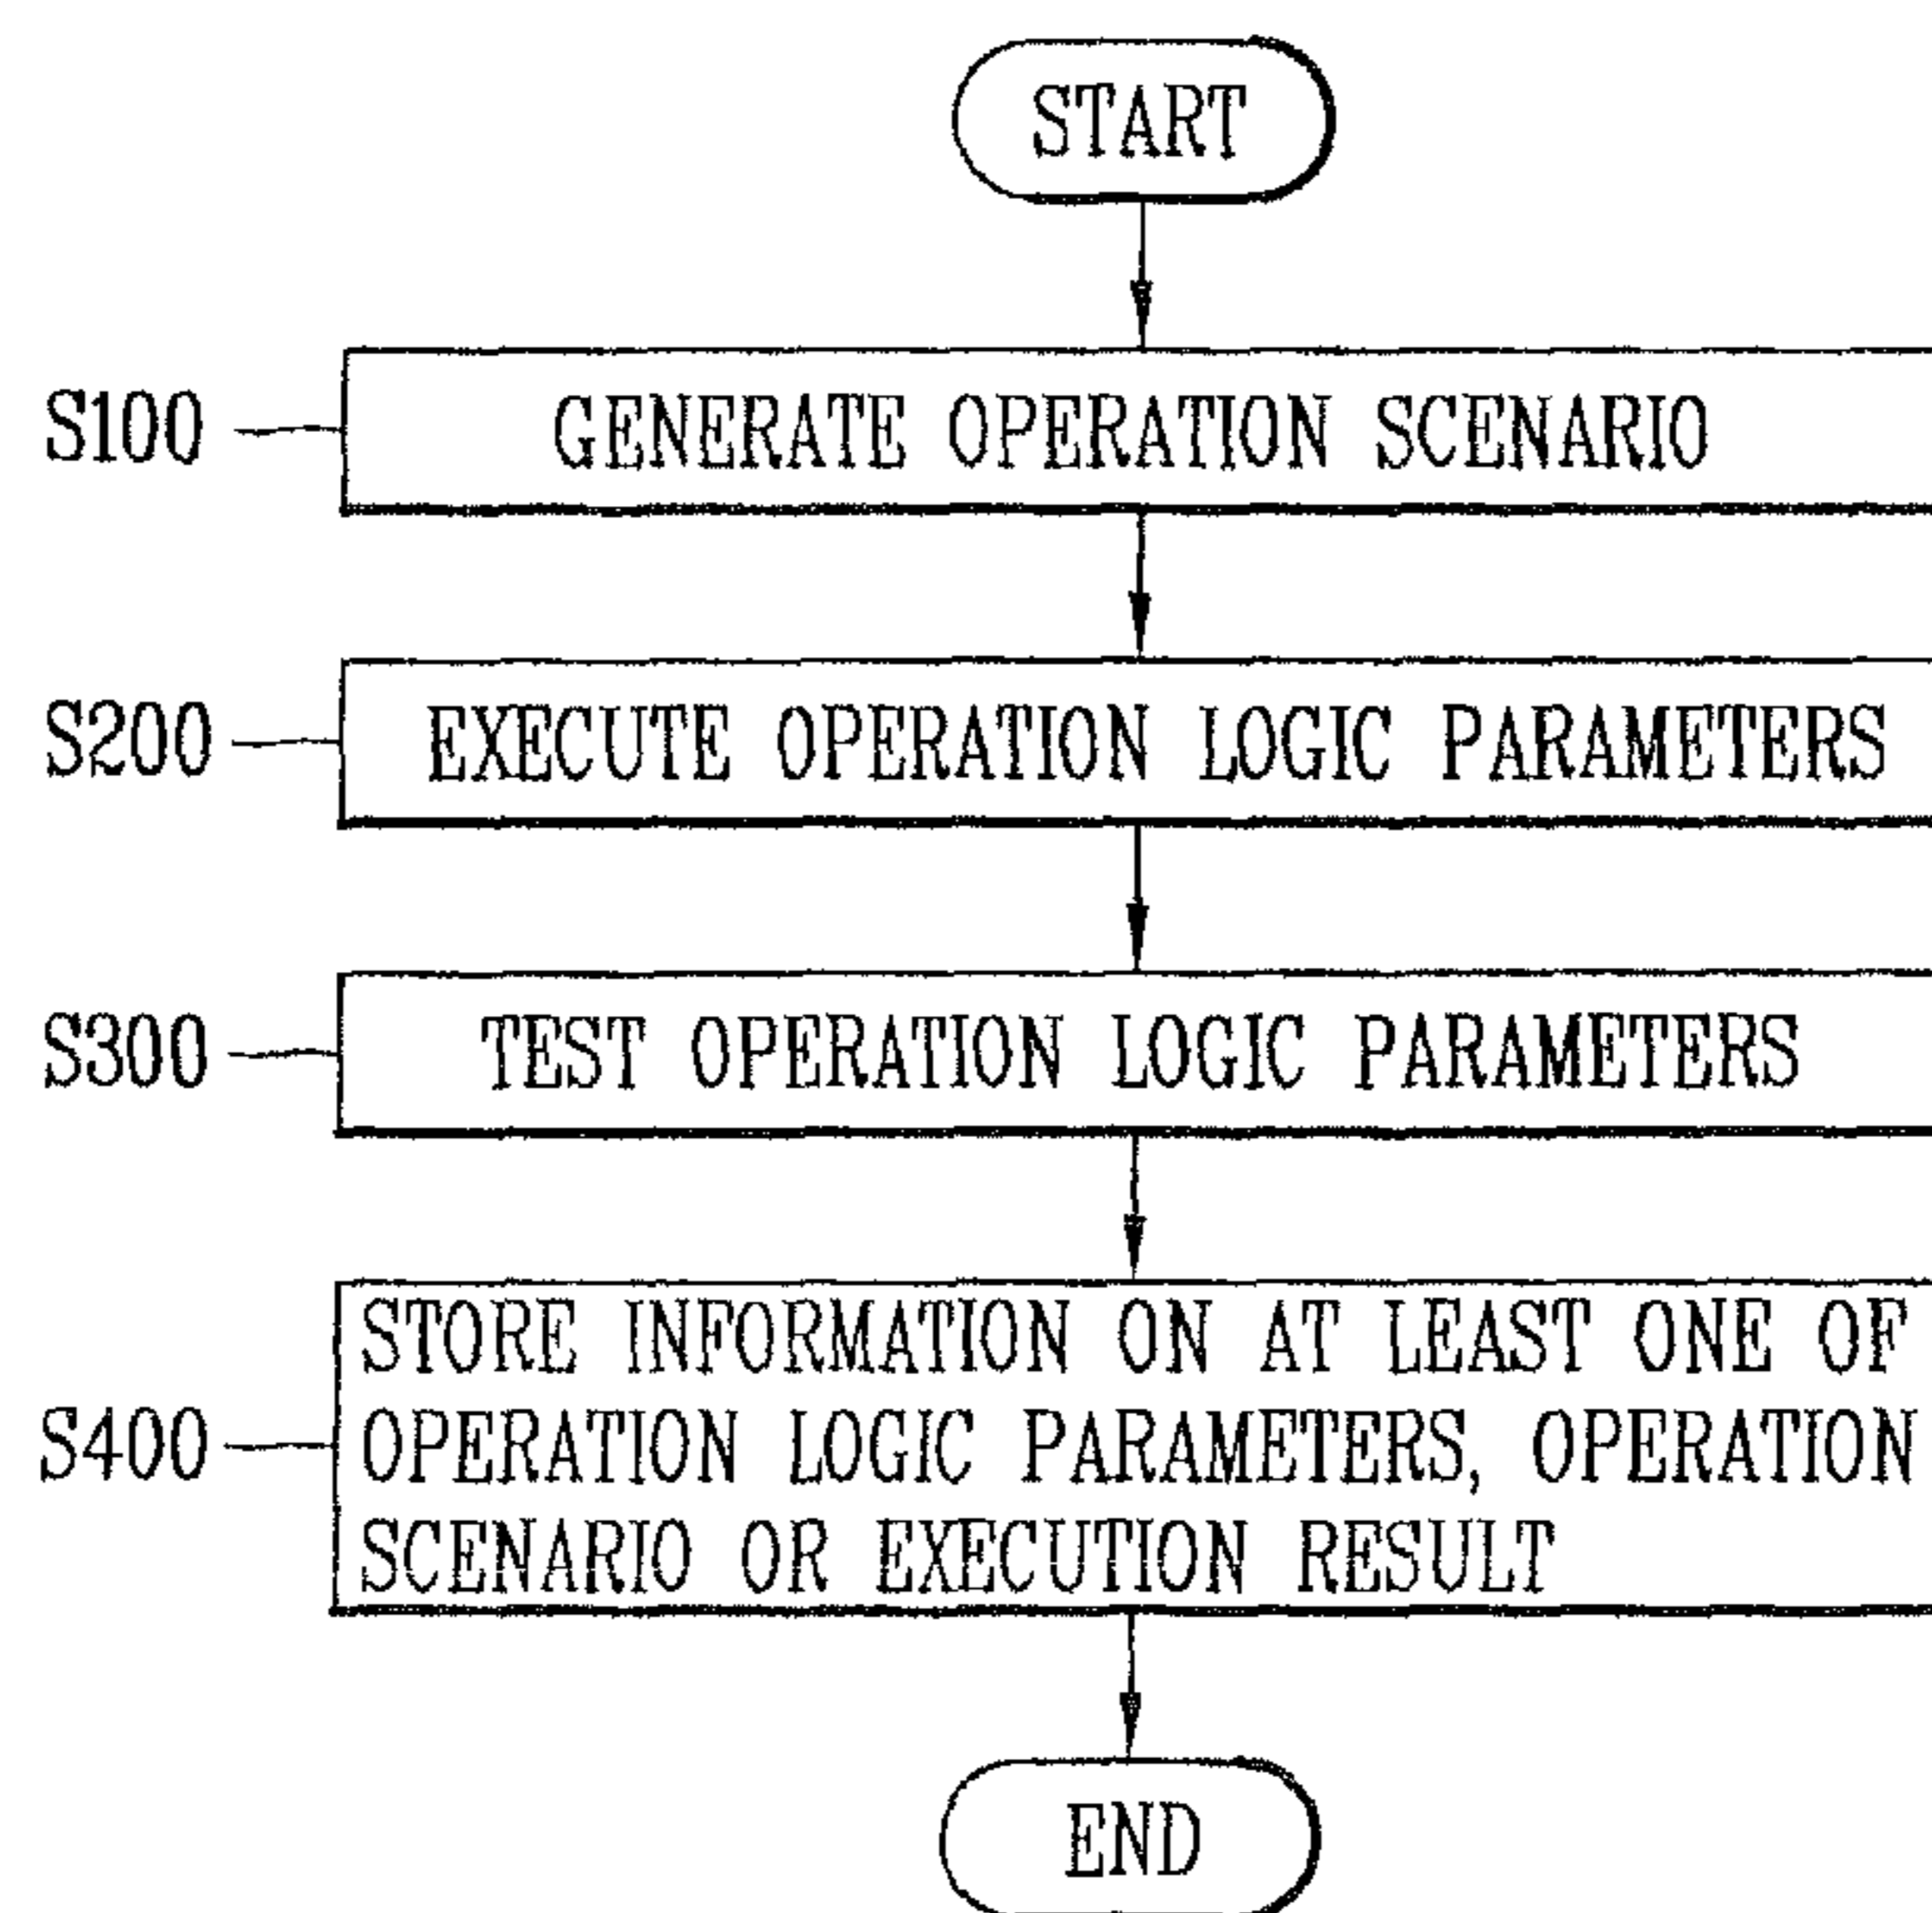 START
S100
GENERATE OPERATION SCENARIO
S200
EXECUTE OPERATION LOGIC PARAMETERS
S300
TEST OPERATION LOGIC PARAMETERS
S400
STORE INFORMATION ON AT LEAST ONE OF
OPERATION LOGIC PARAMETERS, OPERATION
SCENARIO OR EXECUTION RESULT
END